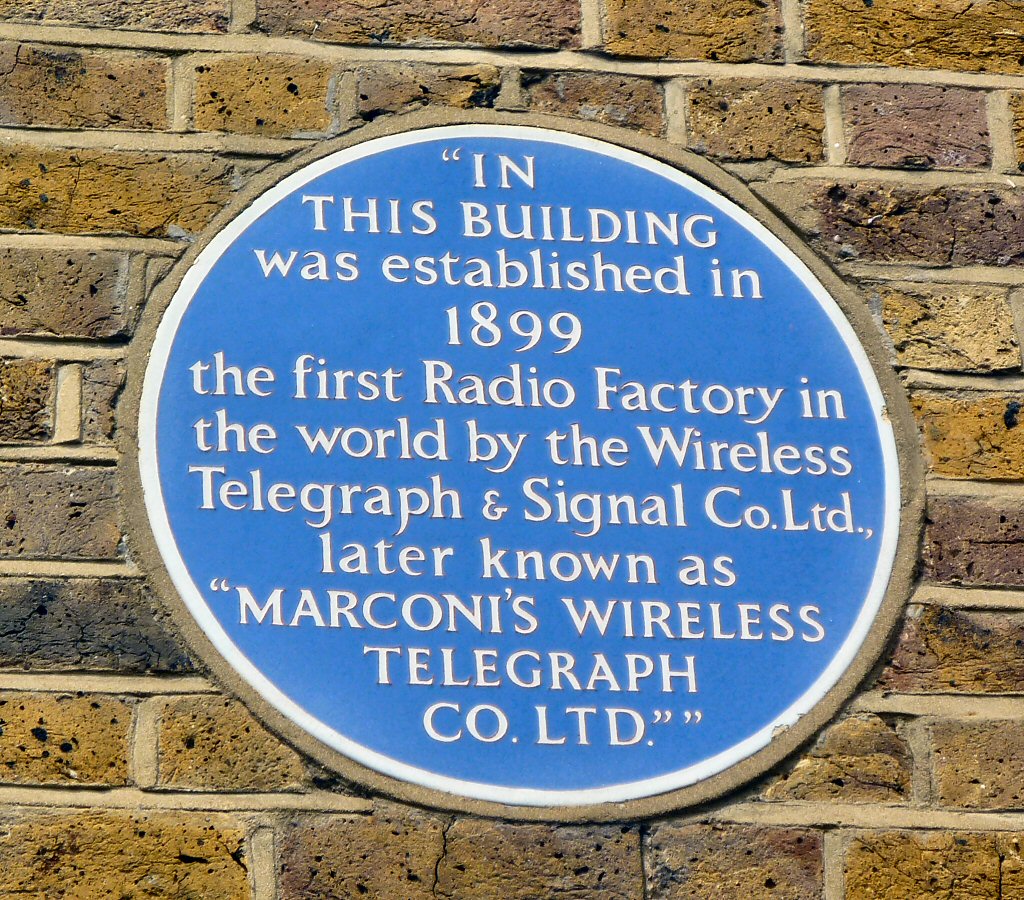 “IN
THIS BUILDING
was established in
1899
the first Radio Factory in
the world by the Wireless
Telegraph & Signal Co. Ltd.,
later known as
“MARCONI’S WIRELESS
TELEGRAPH
CO. LTD.” ”